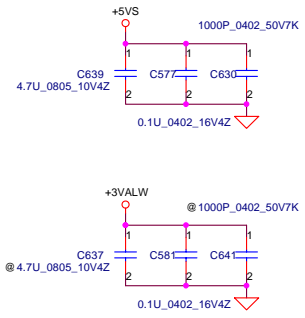 +5VS
1000P_0402_50V7K
1 1 1
C639 C577 C630
4.7U_0805_10V4Z
2 2 2
0.1U_0402_16V4Z
+3VALW
@ 1000P_0402_50V7K
1 1 1
C637 C581 C641
@ 4.7U_0805_10V4Z
2 2 2
0.1U_0402_16V4Z